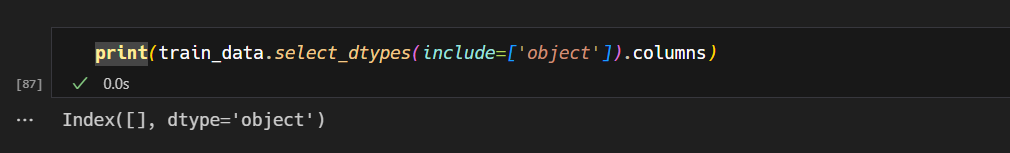 print(train_data.select_dtypes(include=['object']).columns)
[87] ✓ 0.0s
... Index([], dtype='object')